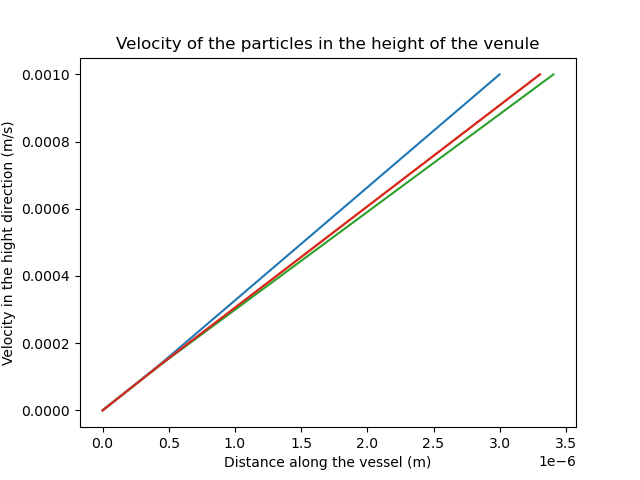 Velocity of the particles in the height of the venule
Velocity in the hight direction (m/s)
0.0010
0.0008
0.0006
0.0004
0.0002
0.0000
0.0 0.5 1.0 1.5 2.0 2.5 3.0 3.5
1e−6
Distance along the vessel (m)